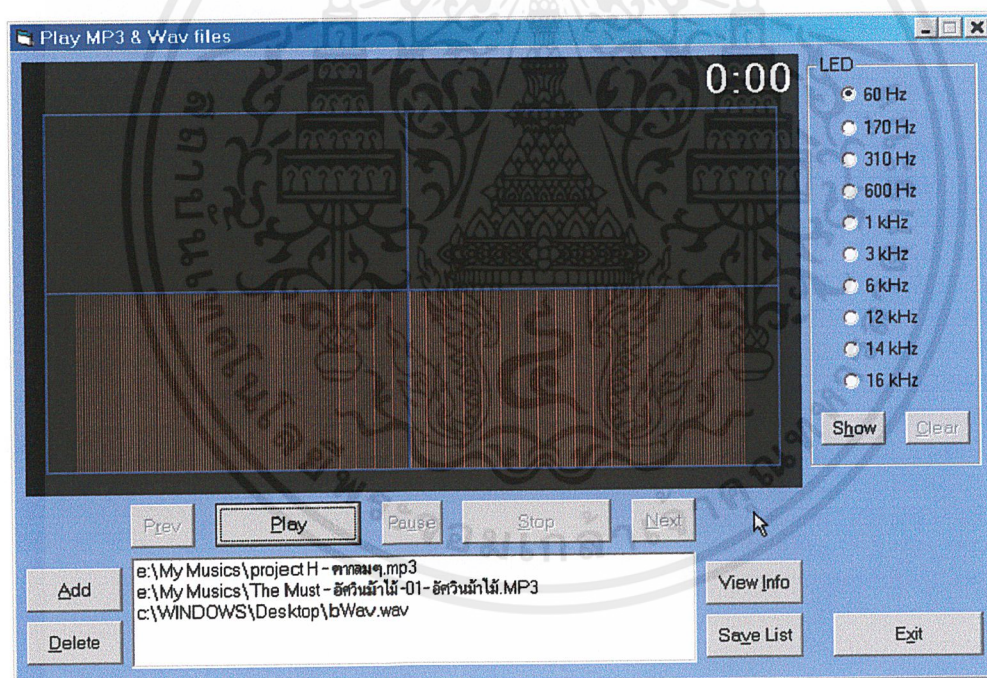 Play MP3 & Wav files
0:00
LED
60 Hz
170 Hz
310 Hz
600 Hz
1 kHz
3 kHz
6 kHz
12 kHz
14 kHz
16 kHz
Show
Clear
Prev
Play
Pause
Stop
Next
Add
Delete
e:\My Musics\project H - ตากลมๆ.mp3
e:\My Musics\The Must - อัศวินม้าไม้ -01- อัศวินม้าไม้.MP3
c:\WINDOWS\Desktop\bWav.wav
View Info
Save List
Exit